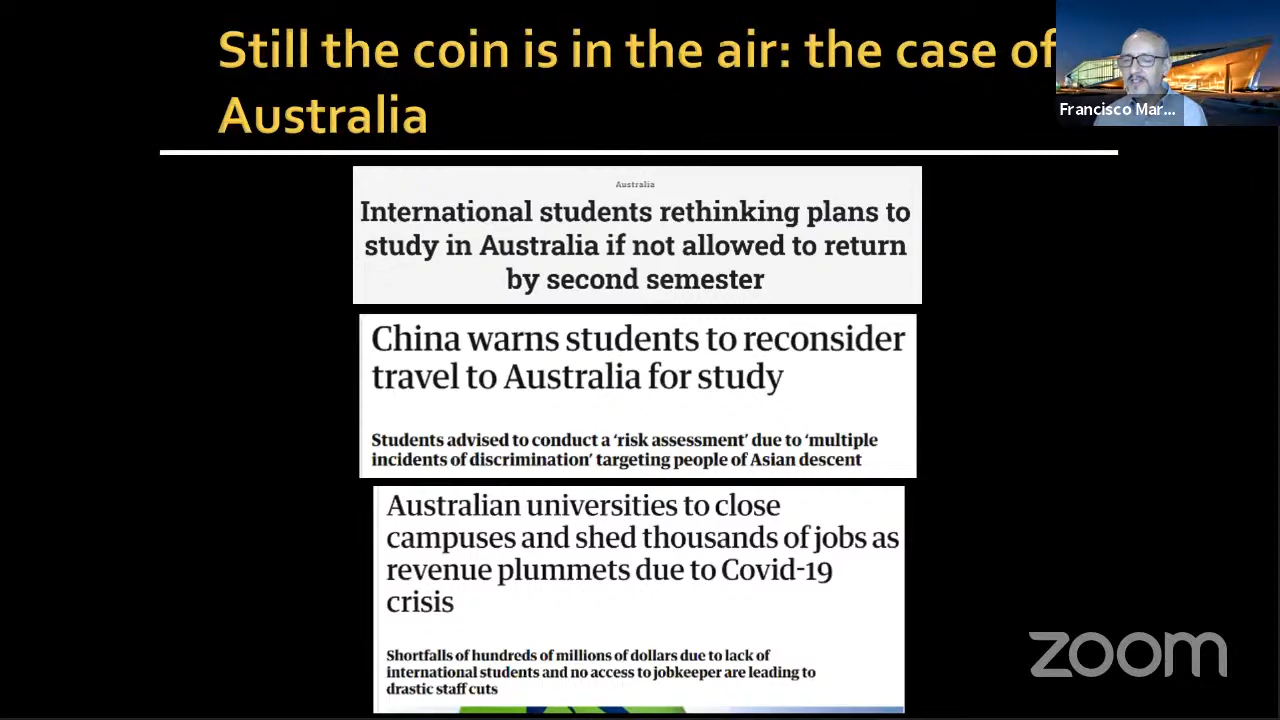 Still the coin is in the air: the case of
Australia
Francisco Mar...
Australia
International students rethinking plans to
study in Australia if not allowed to return
by second semester
China warns students to reconsider
travel to Australia for study
Students advised to conduct a ‘risk assessment’ due to ‘multiple
incidents of discrimination’ targeting people of Asian descent
Australian universities to close
campuses and shed thousands of jobs as
revenue plummets due to Covid-19
crisis
Shortfalls of hundreds of millions of dollars due to lack of
international students and no access to jobkeeper are leading to
drastic staff cuts
zoom